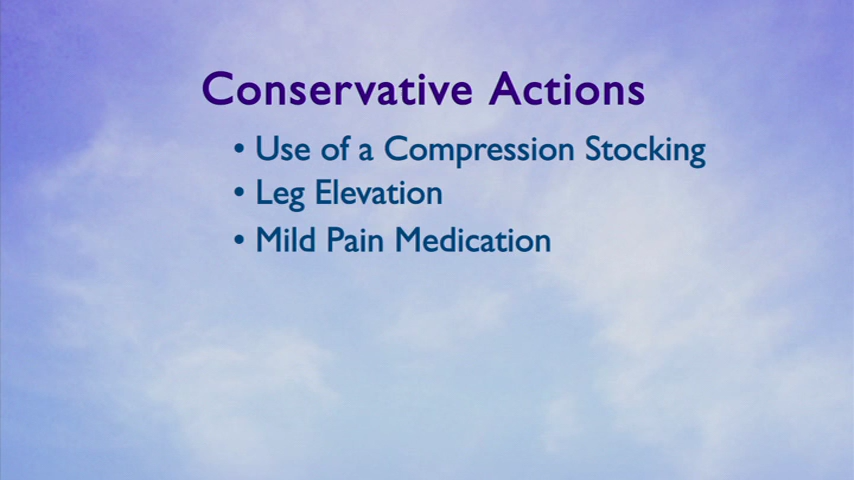 Conservative Actions
• Use of a Compression Stocking
• Leg Elevation
• Mild Pain Medication